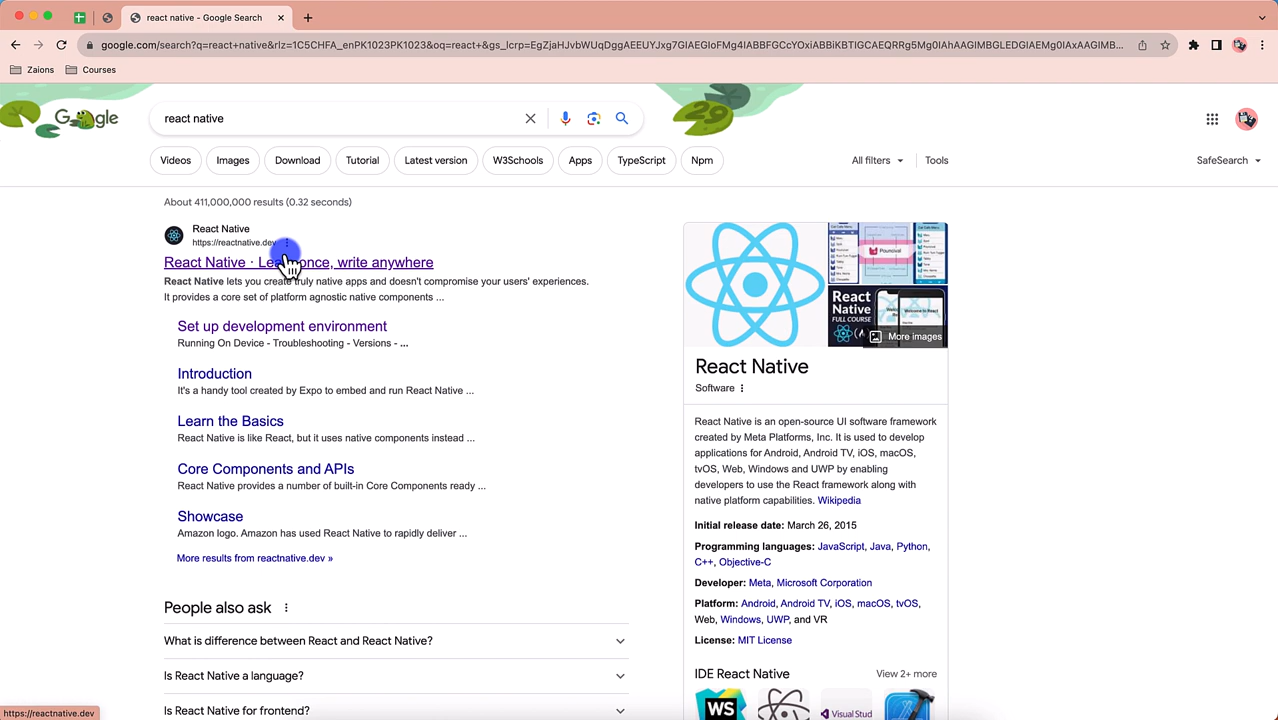 react native - Google Search
google.com/search?q=react+native&rlz=1C5CHFA_enPK1023PK1023&oq=react+&gs_lcrp=EgZjaHJvbWUqDggAEEUYJxg7GIAEGIoFMg4IABBFGCcYOxiABBiKBTIGCAEQRRg5Mg0IAhAAGIMBGLEDGIAEMg0IAxAAGIMB...
Zaions
Courses
Google
react native
29
Videos
Images
Download
Tutorial
Latest version
W3Schools
Apps
TypeScript
Npm
All filters
Tools
SafeSearch
About 411,000,000 results (0.32 seconds)
React Native
https://reactnative.dev
React Native · Learn once, write anywhere
React Native lets you create truly native apps and doesn't compromise your users' experiences.
It provides a core set of platform agnostic native components ...
Set up development environment
Running On Device - Troubleshooting - Versions - ...
Introduction
It's a handy tool created by Expo to embed and run React Native ...
Learn the Basics
React Native is like React, but it uses native components instead ...
Core Components and APIs
React Native provides a number of built-in Core Components ready ...
Showcase
Amazon logo. Amazon has used React Native to rapidly deliver ...
More results from reactnative.dev »
People also ask
What is difference between React and React Native?
Is React Native a language?
Is React Native for frontend?
https://reactnative.dev
React
Native
FULL COURSE
More images
React Native
Software
React Native is an open-source UI software framework
created by Meta Platforms, Inc. It is used to develop
applications for Android, Android TV, iOS, macOS,
tvOS, Web, Windows and UWP by enabling
developers to use the React framework along with
native platform capabilities. Wikipedia
Initial release date: March 26, 2015
Programming languages: JavaScript, Java, Python,
C++, Objective-C
Developer: Meta, Microsoft Corporation
Platform: Android, Android TV, iOS, macOS, tvOS,
Web, Windows, UWP, and VR
License: MIT License
IDE React Native
View 2+ more
WS
Visual Stud